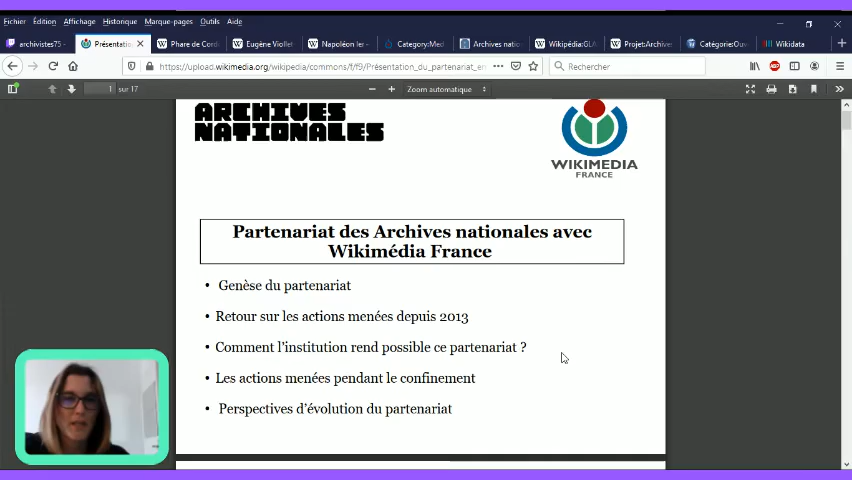 Fichier Édition Affichage Historique Marque-pages Outils Aide
archivistes75
Présentatio
Phare de Cord
Eugène Viollet
Napoléon les
Category:Med
Archives natio
Wikipédia:GLA
Projet:Archives
Catégorie:Ouv
Wikidata
https://upload.wikimedia.org/wikipedia/commons/f/f9/Présentation_du_partenariat_en
Rechercher
1 sur 17
Zoom automatique
ARCHIVES
NATIONALES
WIKIMEDIA
FRANCE
Partenariat des Archives nationales avec
Wikimédia France
• Genèse du partenariat
• Retour sur les actions menées depuis 2013
• Comment l'institution rend possible ce partenariat ?
• Les actions menées pendant le confinement
• Perspectives d'évolution du partenariat